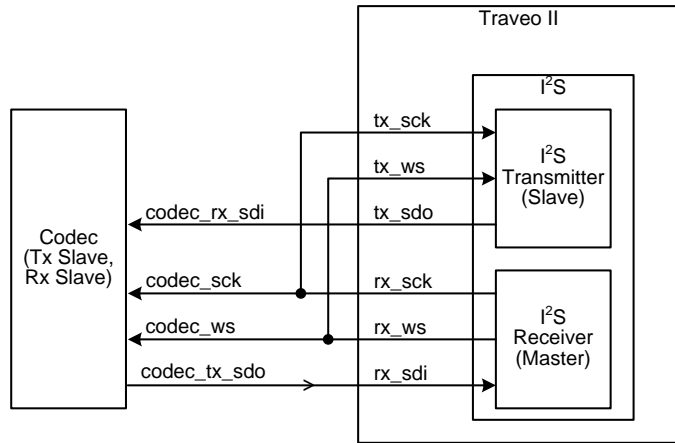 Traveo II
I²S
tx_sck
I²S
Transmitter
(Slave)
tx_ws
codec_rx_sdi
tx_sdo
Codec
(Tx Slave,
Rx Slave)
codec_sck
rx_sck
I²S
Receiver
(Master)
codec_ws
rx_ws
codec_tx_sdo
rx_sdi